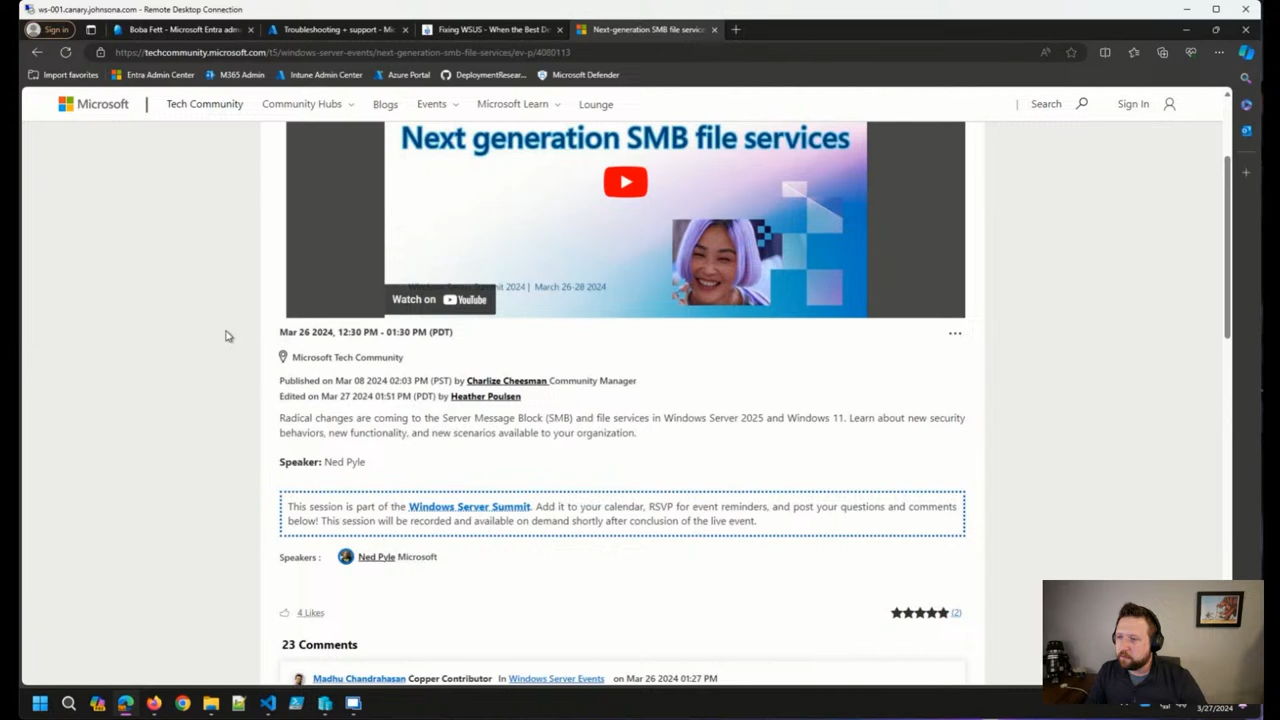 ws-001.canary.johnsona.com - Remote Desktop Connection
Sign in
Boba Fett - Microsoft Entra adm
Troubleshooting + support - Mic
Fixing WSUS - When the Best De
Next-generation SMB file service
https://techcommunity.microsoft.com/t5/windows-server-events/next-generation-smb-file-services/ev-p/4080113
Import favorites
Entra Admin Center
M365 Admin
Intune Admin Center
Azure Portal
DeploymentResear...
Microsoft Defender
Microsoft
Tech Community
Community Hubs
Blogs
Events
Microsoft Learn
Lounge
Search
Sign In
Next generation SMB file services
Windows Server Summit 2024 | March 26-28 2024
Watch on YouTube
Mar 26 2024, 12:30 PM - 01:30 PM (PDT)
Microsoft Tech Community
Published on Mar 08 2024 02:03 PM (PST) by Charlize Cheesman Community Manager
Edited on Mar 27 2024 01:51 PM (PDT) by Heather Poulsen
Radical changes are coming to the Server Message Block (SMB) and file services in Windows Server 2025 and Windows 11. Learn about new security
behaviors, new functionality, and new scenarios available to your organization.
Speaker: Ned Pyle
This session is part of the Windows Server Summit. Add it to your calendar, RSVP for event reminders, and post your questions and comments
below! This session will be recorded and available on demand shortly after conclusion of the live event.
Speakers : Ned Pyle Microsoft
4 Likes
(2)
23 Comments
Madhu Chandrahasan Copper Contributor In Windows Server Events on Mar 26 2024 01:27 PM
3/27/2024